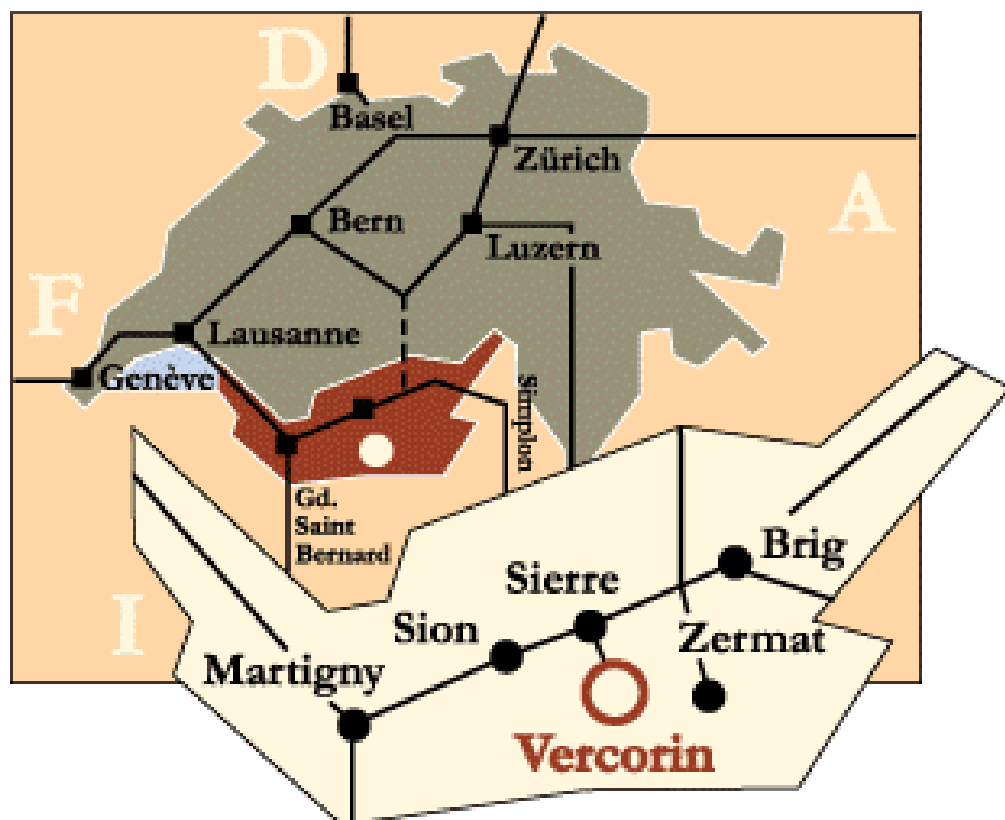 D
Basel
Zürich
A
Bern
Luzern
F
Lausanne
Genève
Simplon
Gd.
Saint
Bernard
Brig
Sierre
I
Sion
Zermat
Martigny
Vercorin